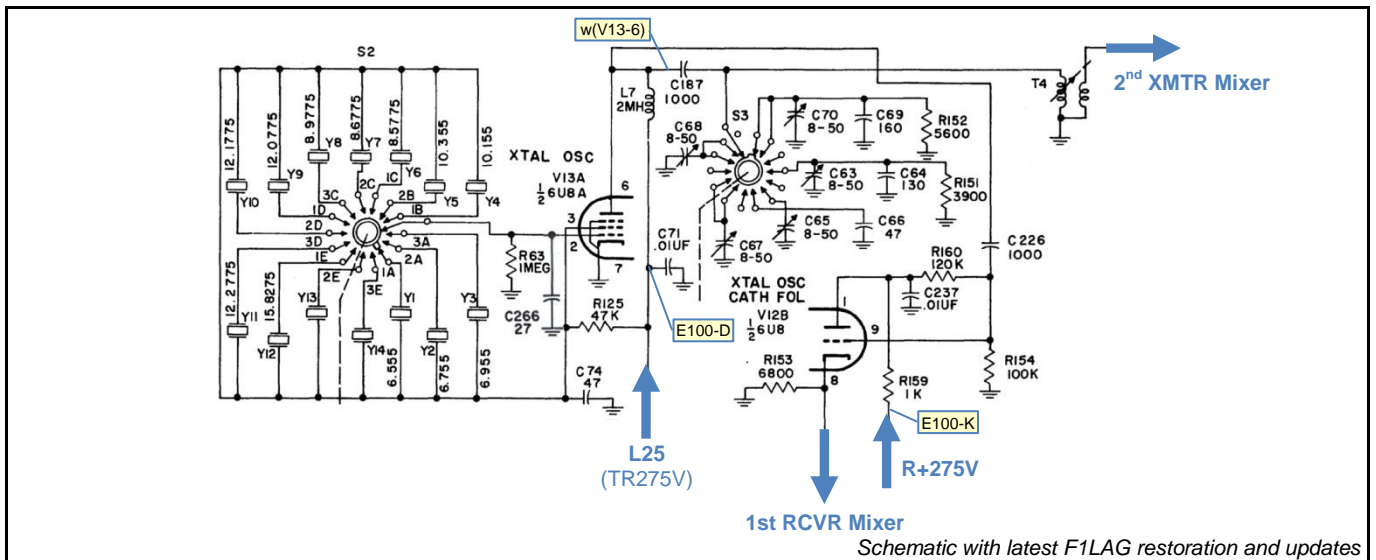 w(V13-6)
S2
2nd XMTR Mixer
T4
C187
1000
L7
2MH
S3
C68
8-50
C70
8-50
C69
160
R152
5600
12.1775
12.0775
8.9775
8.6775
8.5775
10.355
10.155
Y8
Y7
Y6
Y10
Y9
Y5
Y4
3C
2C
1C
2B
1B
1D
2D
3D
1E
2E
3E
1A
2A
3A
XTAL OSC
V13A
½ 6U8A
6
3
2
7
C63
8-50
C64
130
R151
3900
C71
.01UF
C67
8-50
C65
8-50
C66
47
R63
1MEG
C266
27
R125
47K
E100-D
XTAL OSC
CATH FOL
V12B
½ 6U8
1
9
8
R160
120K
C226
1000
C237
.01UF
12.2775
15.8275
Y11
Y12
Y13
Y14
Y1
Y2
Y3
6.555
6.755
6.955
C74
47
R153
6800
R159
1K
R154
100K
E100-K
L25
(TR275V)
R+275V
1st RCVR Mixer
Schematic with latest F1LAG restoration and updates